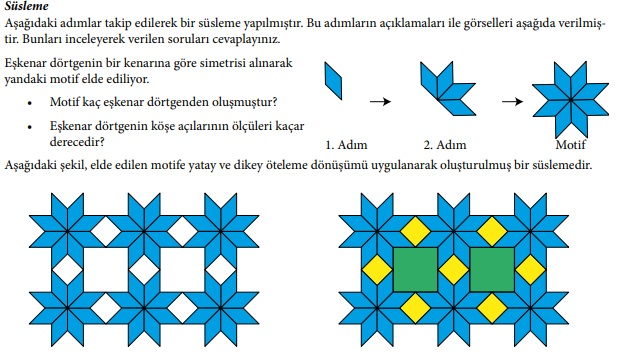 Süsleme
Aşağıdaki adımlar takip edilerek bir süsleme yapılmıştır. Bu adımların açıklamaları ile görselleri aşağıda verilmiş-
tir. Bunları inceleyerek verilen soruları cevaplayınız.
Eşkenar dörtgenin bir kenarına göre simetrisi alınarak
yandaki motif elde ediliyor.
• Motif kaç eşkenar dörtgenden oluşmuştur?
• Eşkenar dörtgenin köşe açılarının ölçüleri kaçar
derecedir?
1. Adım 2. Adım Motif
Aşağıdaki şekil, elde edilen motife yatay ve dikey öteleme dönüşümü uygulanarak oluşturulmuş bir süslemedir.